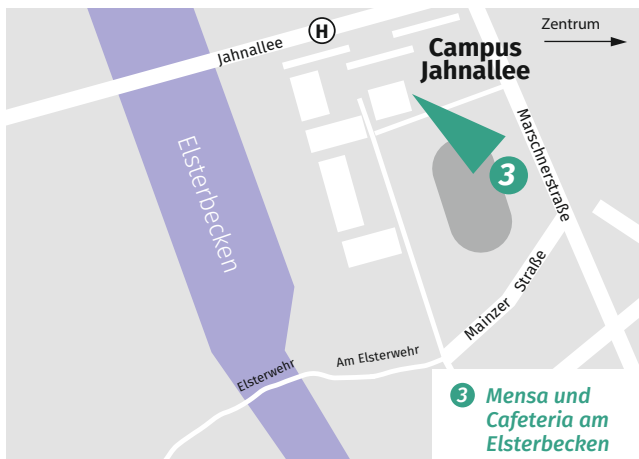 Zentrum
H
Jahnallee
Campus
Jahnallee
Marschnerstraße
Elsterbecken
3
Mainzer Straße
Am Elsterwehr
Elsterwehr
3 Mensa und
Cafeteria am
Elsterbecken